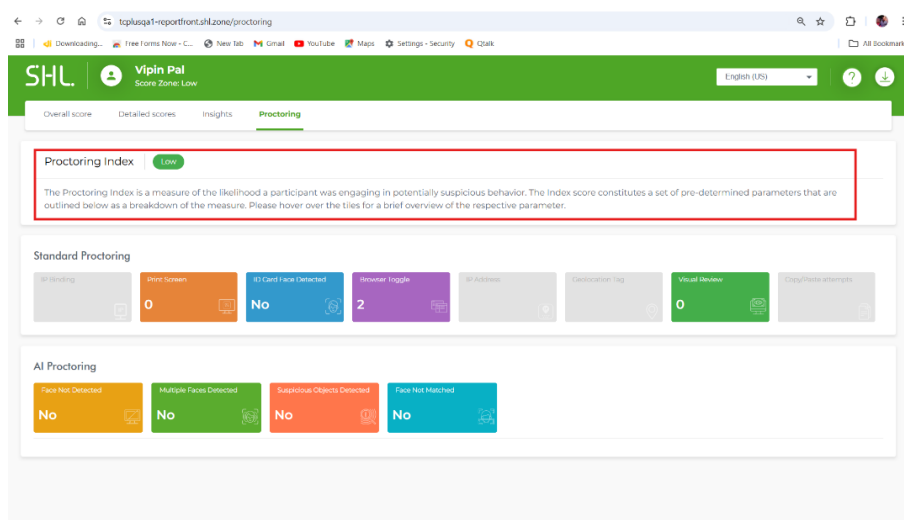 tcplusqa1-reportfront.shl.zone/proctoring
Downloading... Free Forms Now - C... New Tab Gmail YouTube Maps Settings - Security Qtalk All Bookmark
SHL. Vipin Pal
Score Zone: Low
English (US)
Overall score Detailed scores Insights Proctoring
Proctoring Index Low
The Proctoring Index is a measure of the likelihood a participant was engaging in potentially suspicious behavior. The Index score constitutes a set of pre-determined parameters that are
outlined below as a breakdown of the measure. Please hover over the tiles for a brief overview of the respective parameter.
Standard Proctoring
IP Binding Print Screen ID Card Face Detected Browser Toggle IP Address Geolocation Tag Visual Review Copy/Paste attempts
0 No 2 0
AI Proctoring
Face Not Detected Multiple Faces Detected Suspicious Objects Detected Face Not Matched
No No No No